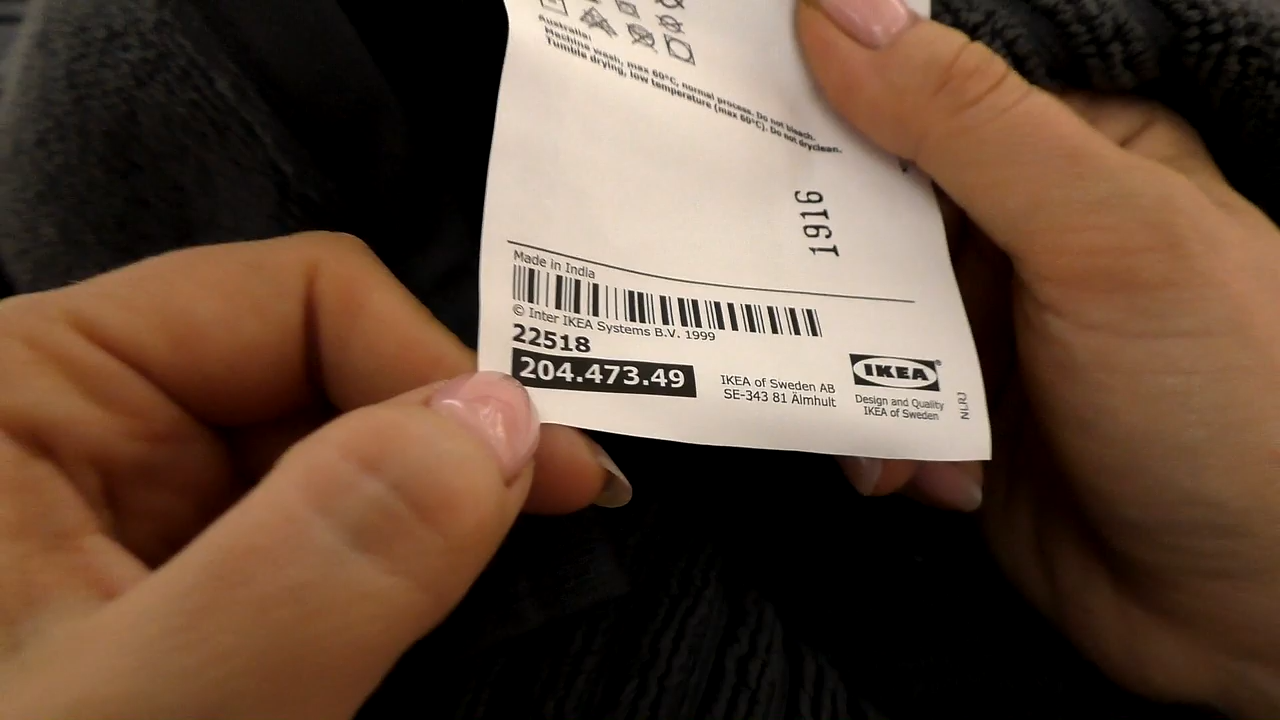 Australia:
Machine wash, max 60°C, normal process. Do not bleach.
Tumble drying, low temperature (max 60°C). Do not dryclean.
1916
Made in India
© Inter IKEA Systems B.V. 1999
22518
204.473.49
IKEA of Sweden AB
SE-343 81 Älmhult
IKEA®
Design and Quality
IKEA of Sweden
NLRJ